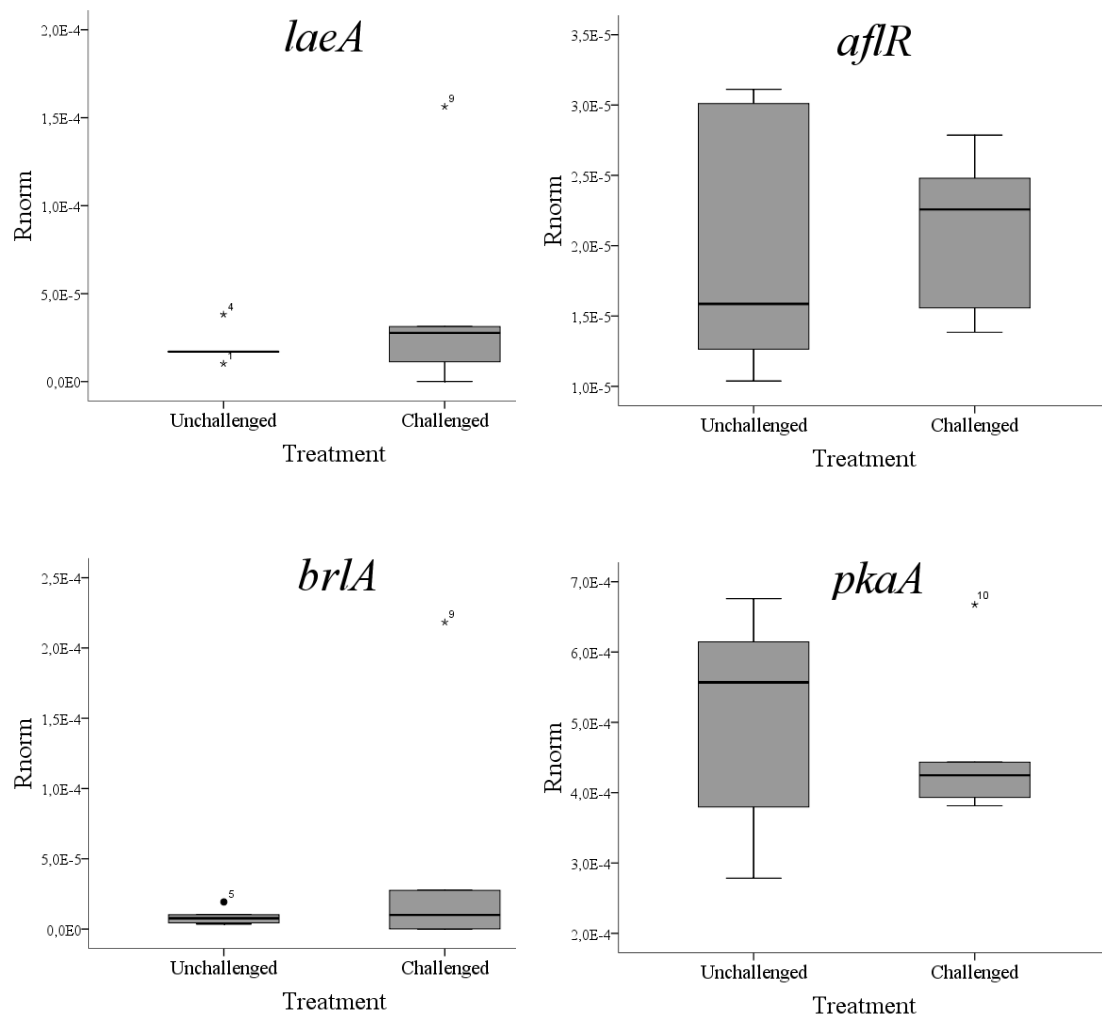 laeA
2,0E-4
1,5E-4
1,0E-4
5,0E-5
0,0E0
Rnorm
9
4
1
Unchallenged
Challenged
Treatment
aflR
3,5E-5
3,0E-5
2,5E-5
2,0E-5
1,5E-5
1,0E-5
Rnorm
Unchallenged
Challenged
Treatment
brlA
2,5E-4
2,0E-4
1,5E-4
1,0E-4
5,0E-5
0,0E0
Rnorm
9
5
Unchallenged
Challenged
Treatment
pkaA
7,0E-4
6,0E-4
5,0E-4
4,0E-4
3,0E-4
2,0E-4
Rnorm
10
Unchallenged
Challenged
Treatment